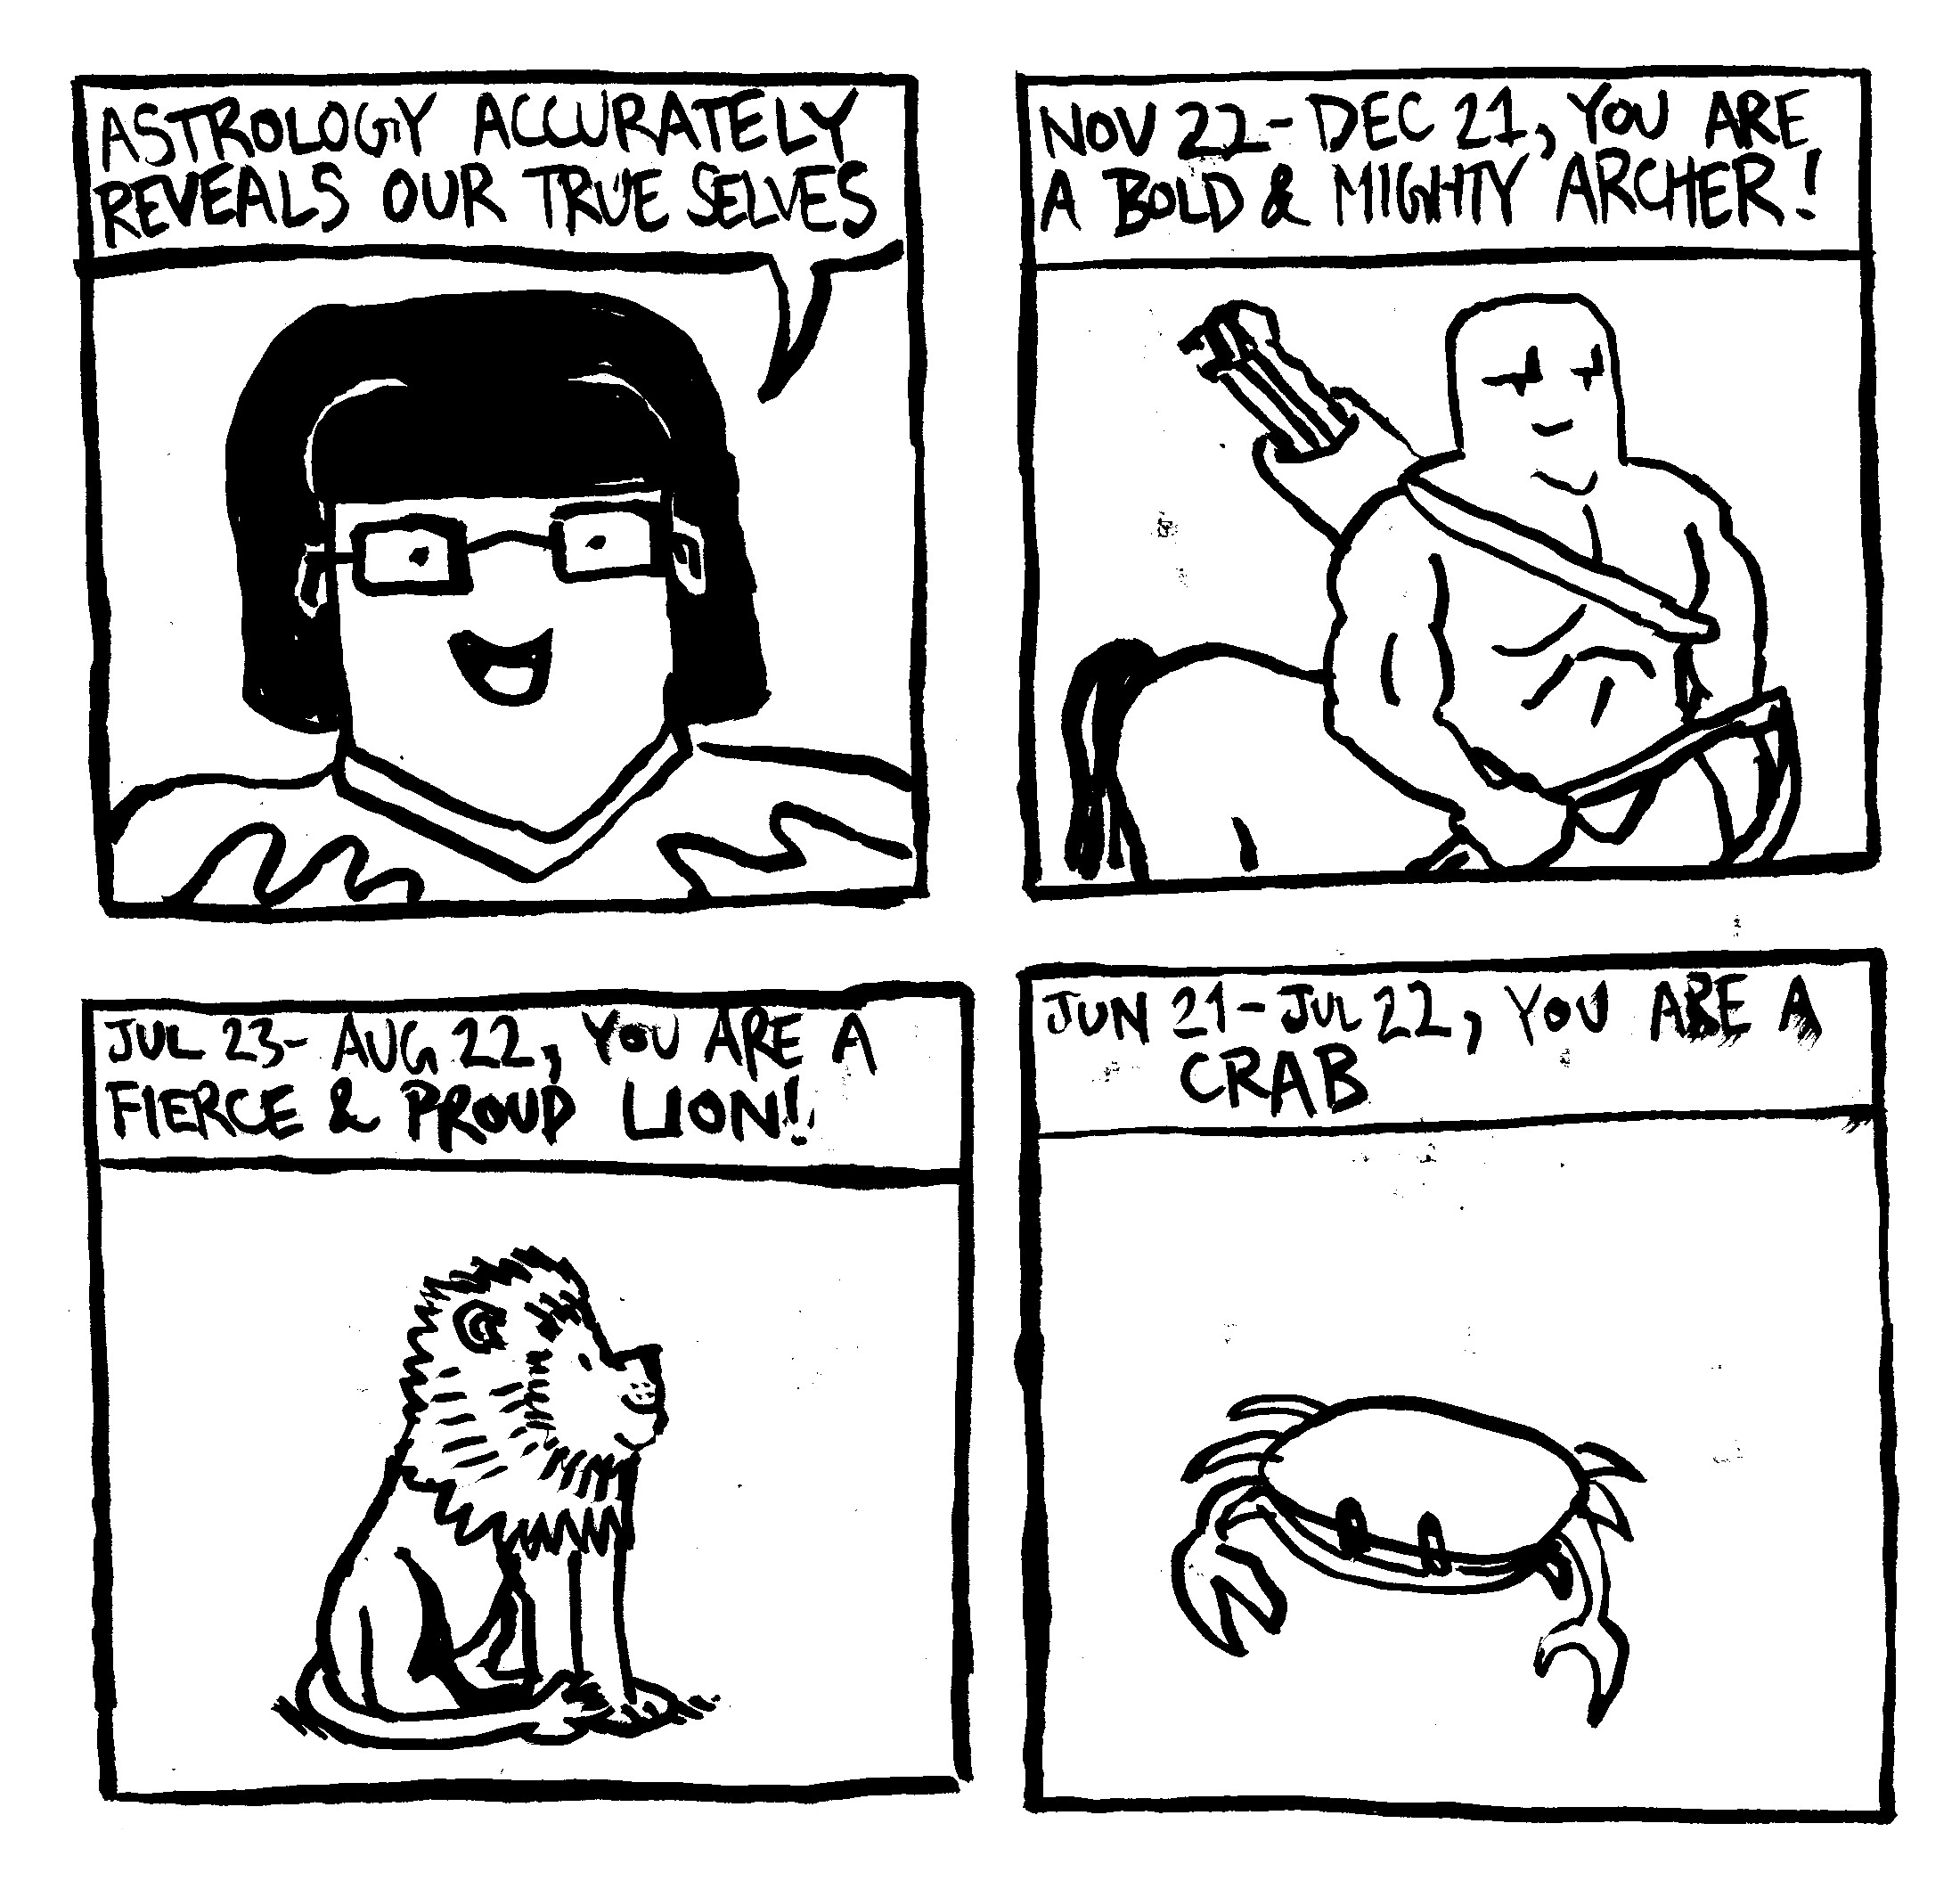 ASTROLOGY ACCURATELY
REVEALS OUR TRUE SELVES
NOV 22-DEC 21, YOU ARE
A BOLD & MIGHTY ARCHER!
JUL 23- AUG 22, YOU ARE A
FIERCE & PROUD LION!
JUN 21-JUL 22, YOU ARE A
CRAB